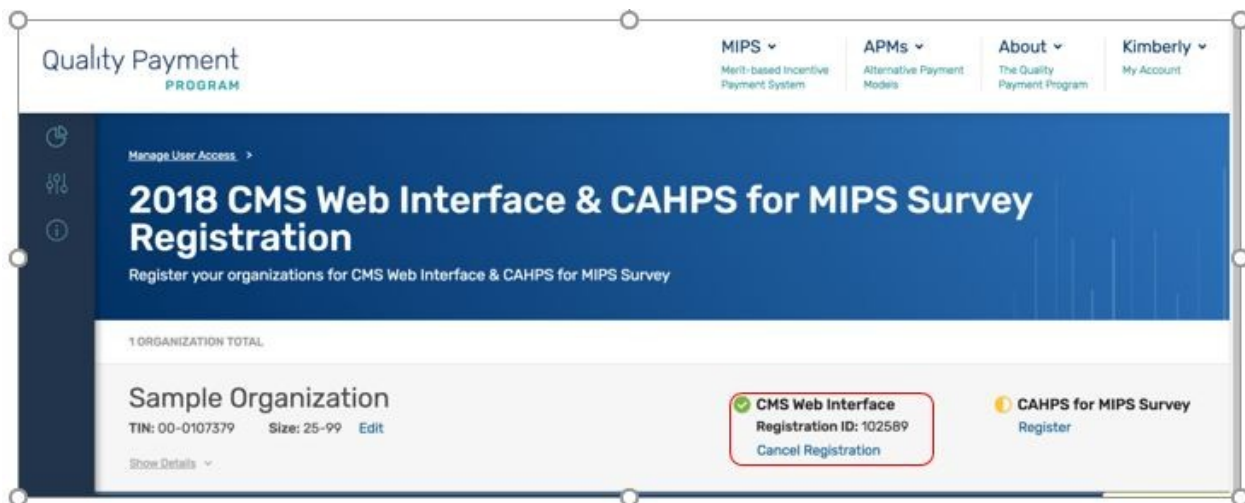 Quality Payment
PROGRAM
MIPS
Merit-based Incentive
Payment System
APMs
Alternative Payment
Models
About
The Quality
Payment Program
Kimberly
My Account
Manage User Access >
2018 CMS Web Interface & CAHPS for MIPS Survey
Registration
Register your organizations for CMS Web Interface & CAHPS for MIPS Survey
1 ORGANIZATION TOTAL
Sample Organization
TIN: 00-0107379 Size: 25-99 Edit
Show Details
CMS Web Interface
Registration ID: 102589
Cancel Registration
CAHPS for MIPS Survey
Register